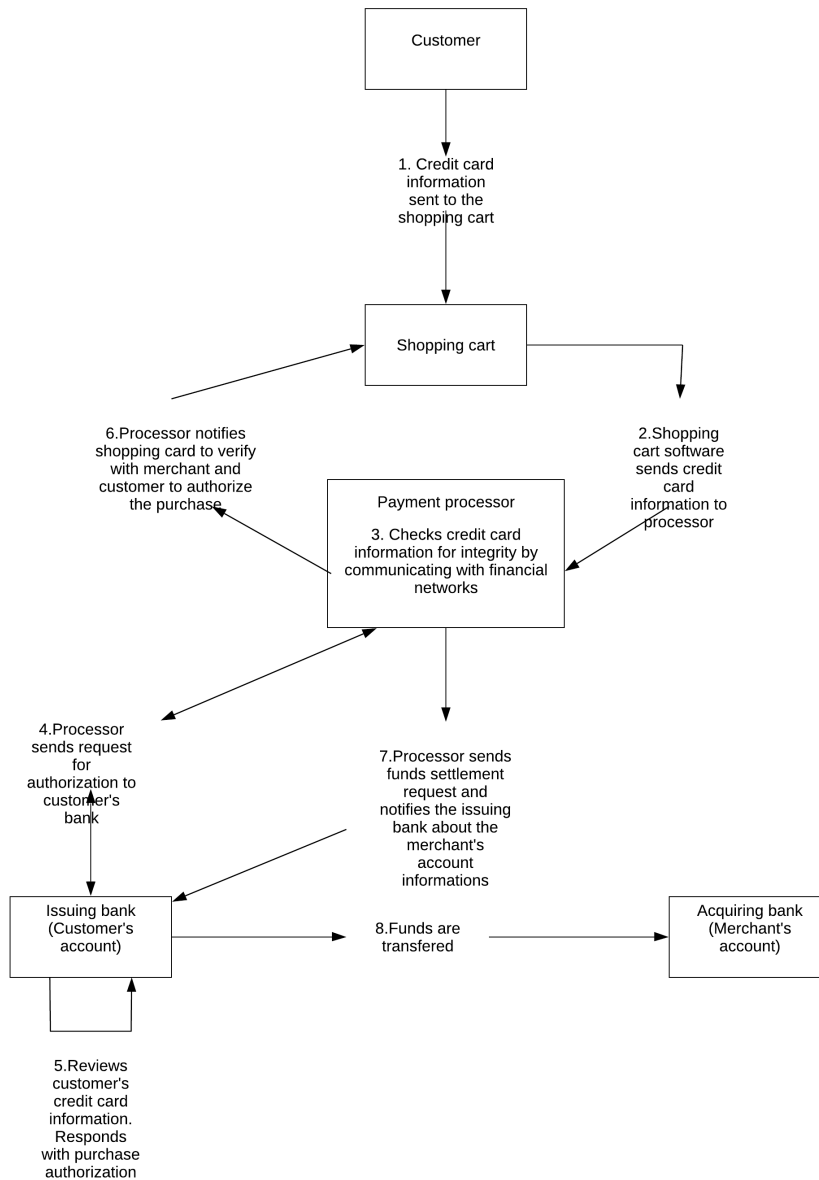 Customer
1. Credit card
information
sent to the
shopping cart
Shopping cart
6.Processor notifies
shopping card to verify
with merchant and
customer to authorize
the purchase
2.Shopping
cart software
sends credit
card
information to
processor
Payment processor
3. Checks credit card
information for integrity by
communicating with financial
networks
4.Processor
sends request
for
authorization to
customer's
bank
7.Processor sends
funds settlement
request and
notifies the issuing
bank about the
merchant's
account
informations
Issuing bank
(Customer's
account)
8.Funds are
transfered
Acquiring bank
(Merchant's
account)
5.Reviews
customer's
credit card
information.
Responds
with purchase
authorization